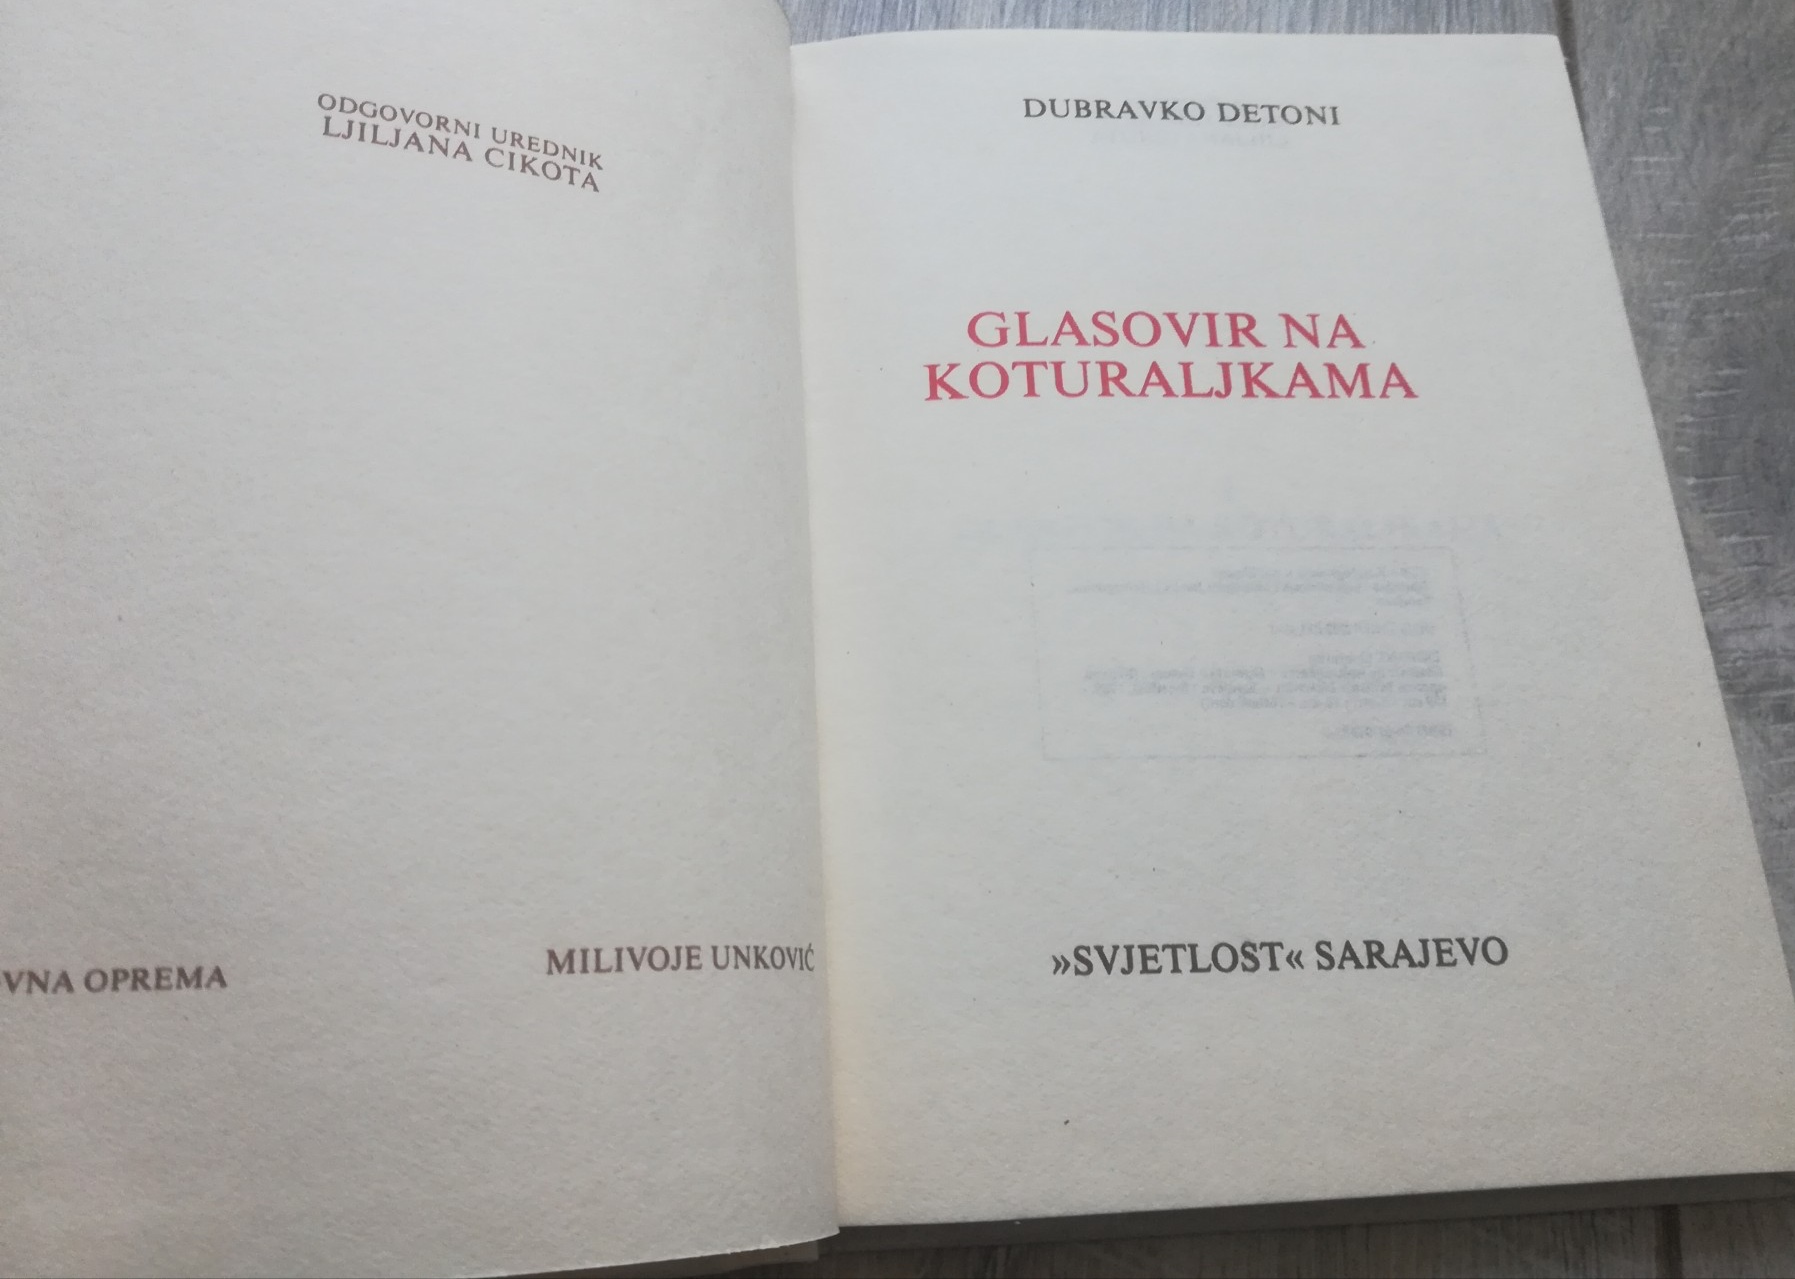 ODGOVORNI UREDNIK
LJILJANA CIKOTA
VNA OPREMA
MILIVOJE UNKOVIĆ
DUBRAVKO DETONI
GLASOVIR NA
KOTURALJKAMA
»SVJETLOST« SARAJEVO